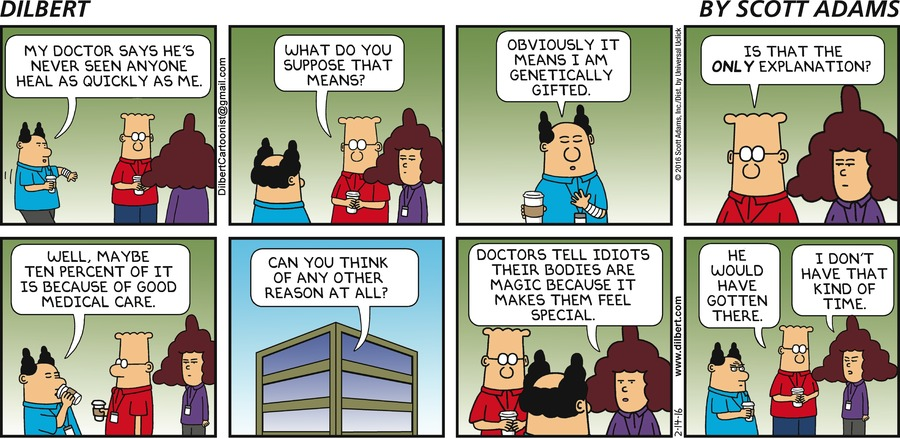 DILBERT
BY SCOTT ADAMS
MY DOCTOR SAYS HE'S
NEVER SEEN ANYONE
HEAL AS QUICKLY AS ME.
DilbertCartoonist@gmail.com
WHAT DO YOU
SUPPOSE THAT
MEANS?
OBVIOUSLY IT
MEANS I AM
GENETICALLY
GIFTED.
© 2016 Scott Adams, Inc./Dist. by Universal Uclick
IS THAT THE
ONLY EXPLANATION?
WELL, MAYBE
TEN PERCENT OF IT
IS BECAUSE OF GOOD
MEDICAL CARE.
CAN YOU THINK
OF ANY OTHER
REASON AT ALL?
DOCTORS TELL IDIOTS
THEIR BODIES ARE
MAGIC BECAUSE IT
MAKES THEM FEEL
SPECIAL.
2-14-16
www.dilbert.com
HE
WOULD
HAVE
GOTTEN
THERE.
I DON'T
HAVE THAT
KIND OF
TIME.